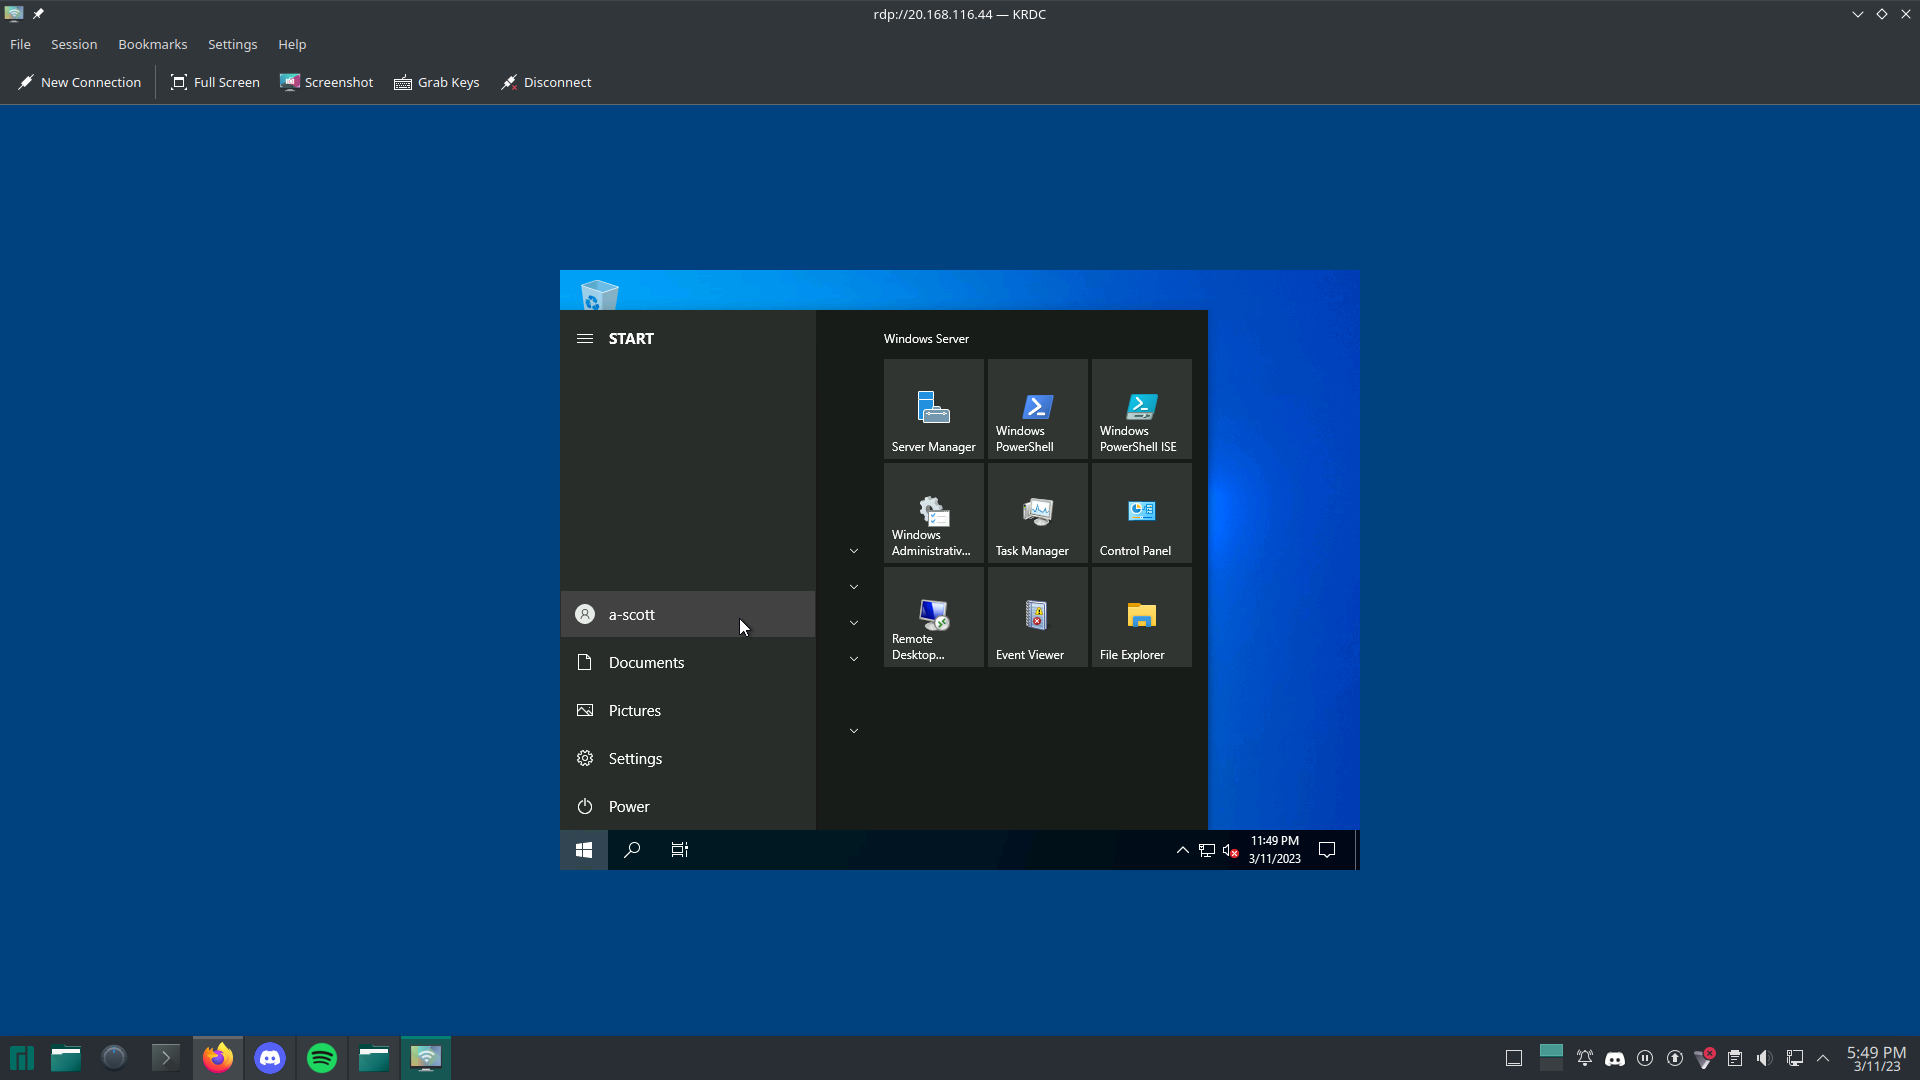 rdp://20.168.116.44 — KRDC
File Session Bookmarks Settings Help
New Connection Full Screen Screenshot Grab Keys Disconnect
START
Windows Server
Server Manager
Windows
PowerShell
Windows
PowerShell ISE
Windows
Administrativ...
Task Manager
Control Panel
Remote
Desktop...
Event Viewer
File Explorer
a-scott
Documents
Pictures
Settings
Power
11:49 PM
3/11/2023
5:49 PM
3/11/23